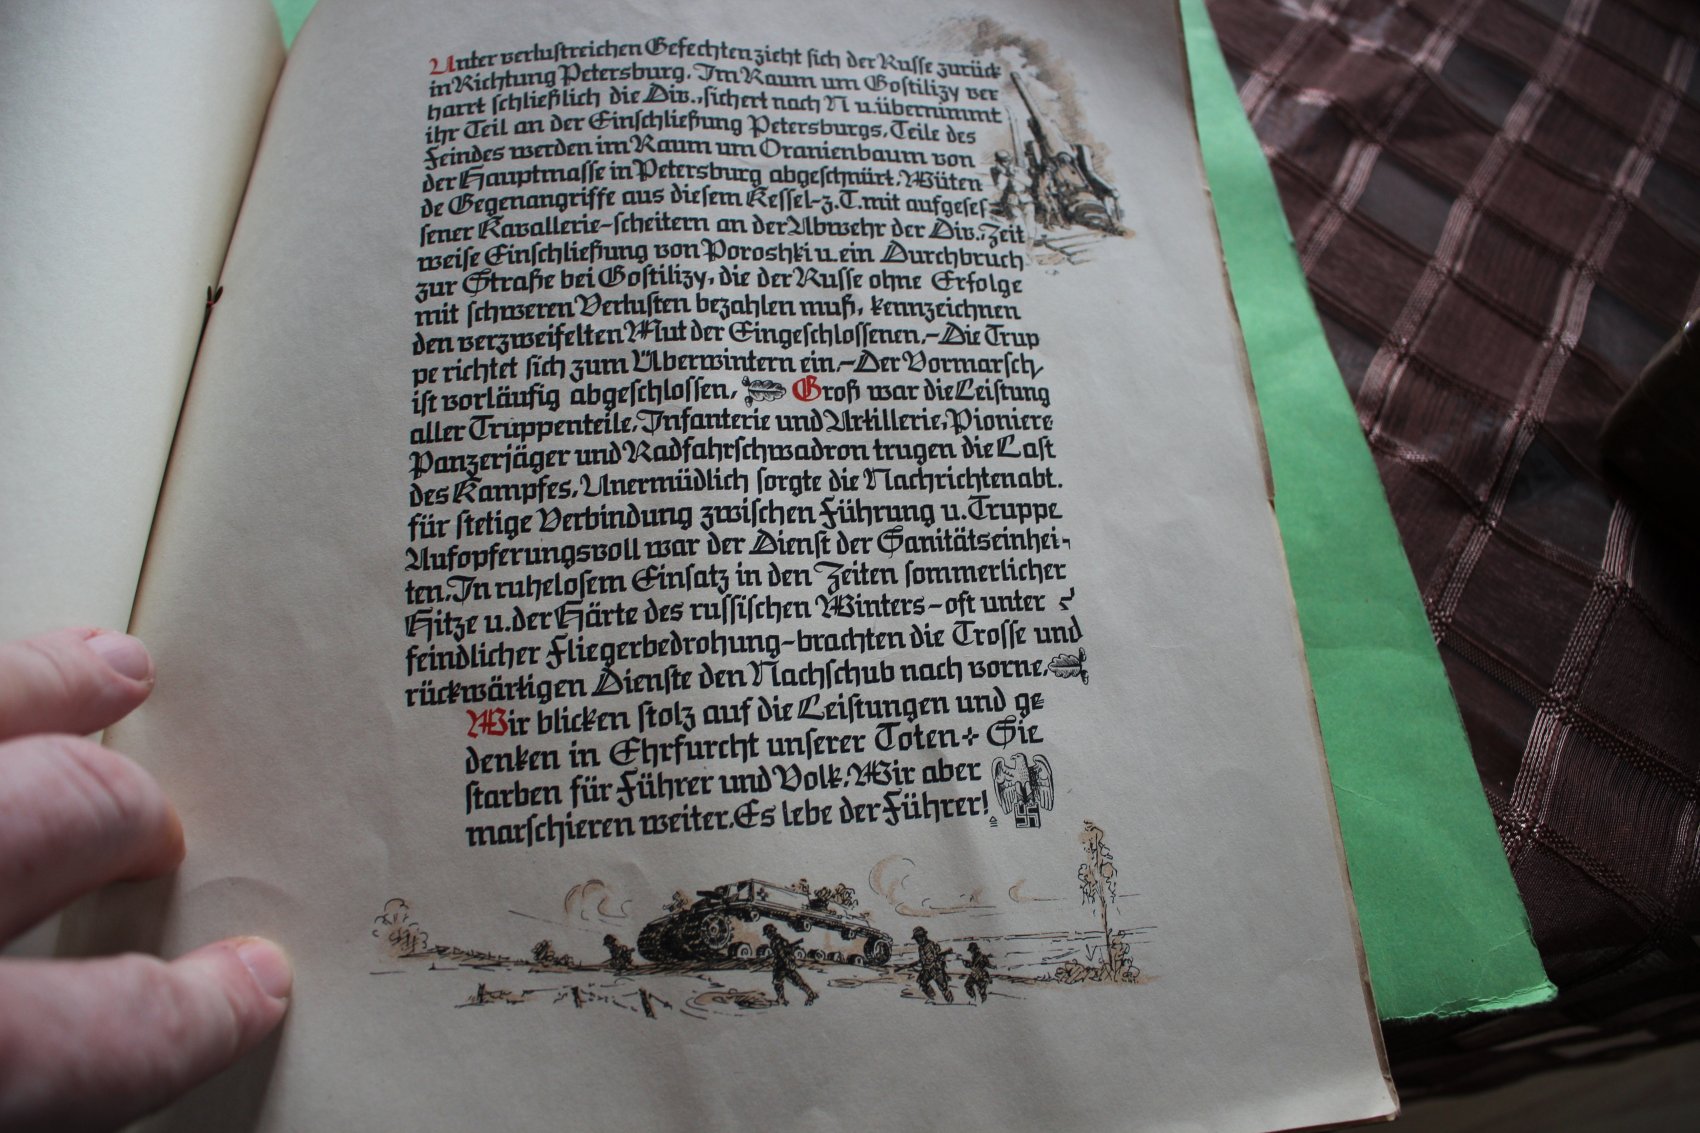 Unter verlustreichen Gefechten zieht sich der Russe zurück
in Richtung Petersburg. Im Raum um Gostilizy ver
harrt schließlich die Div., sichert nach N u. übernimmt
ihr Teil an der Einschließung Petersburgs. Teile des
Feindes werden im Raum um Oranienbaum von
der Hauptmasse in Petersburg abgeschnürt. Wüten
de Gegenangriffe aus diesem Kessel - z. T. mit aufgeses-
sener Kavallerie - scheitern an der Abwehr der Div.. Zeit
weise Einschließung von Poroshki u. ein Durchbruch
zur Straße bei Gostilizy, die der Russe ohne Erfolge
mit schweren Verlusten bezahlen muß, kennzeichnen
den verzweifelten Mut der Eingeschlossenen. - Die Trup
pe richtet sich zum Überwintern ein. - Der Vormarsch
ist vorläufig abgeschlossen. Groß war die Leistung
aller Truppenteile. Infanterie und Artillerie, Pioniere
Panzerjäger und Radfahrschwadron trugen die Last
des Kampfes. Unermüdlich sorgte die Nachrichtenabt.
für stetige Verbindung zwischen Führung u. Truppe
Aufopferungsvoll war der Dienst der Sanitätseinhei-
ten. In ruhelosem Einsatz in den Zeiten sommerlicher
Hitze u. der Härte des russischen Winters - oft unter
feindlicher Fliegerbedrohung - brachten die Trosse und
rückwärtigen Dienste den Nachschub nach vorne.
Wir blicken stolz auf die Leistungen und ge
denken in Ehrfurcht unserer Toten + Sie
starben für Führer und Volk. Wir aber
marschieren weiter. Es lebe der Führer!